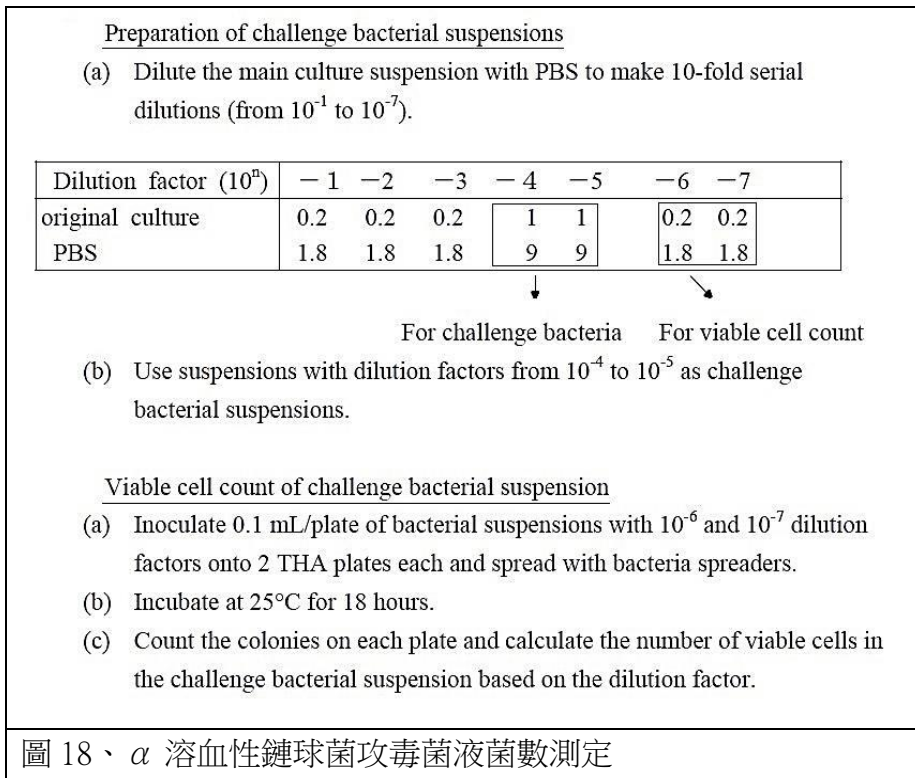 Preparation of challenge bacterial suspensions
(a) Dilute the main culture suspension with PBS to make 10-fold serial
dilutions (from 10⁻¹ to 10⁻⁷).
Dilution factor (10ⁿ) －1 －2 －3 －4 －5 －6 －7
original culture 0.2 0.2 0.2 1 1 0.2 0.2
PBS 1.8 1.8 1.8 9 9 1.8 1.8
For challenge bacteria For viable cell count
(b) Use suspensions with dilution factors from 10⁻⁴ to 10⁻⁵ as challenge
bacterial suspensions.
Viable cell count of challenge bacterial suspension
(a) Inoculate 0.1 mL/plate of bacterial suspensions with 10⁻⁶ and 10⁻⁷ dilution
factors onto 2 THA plates each and spread with bacteria spreaders.
(b) Incubate at 25°C for 18 hours.
(c) Count the colonies on each plate and calculate the number of viable cells in
the challenge bacterial suspension based on the dilution factor.
圖 18、α 溶血性鏈球菌攻毒菌液菌數測定